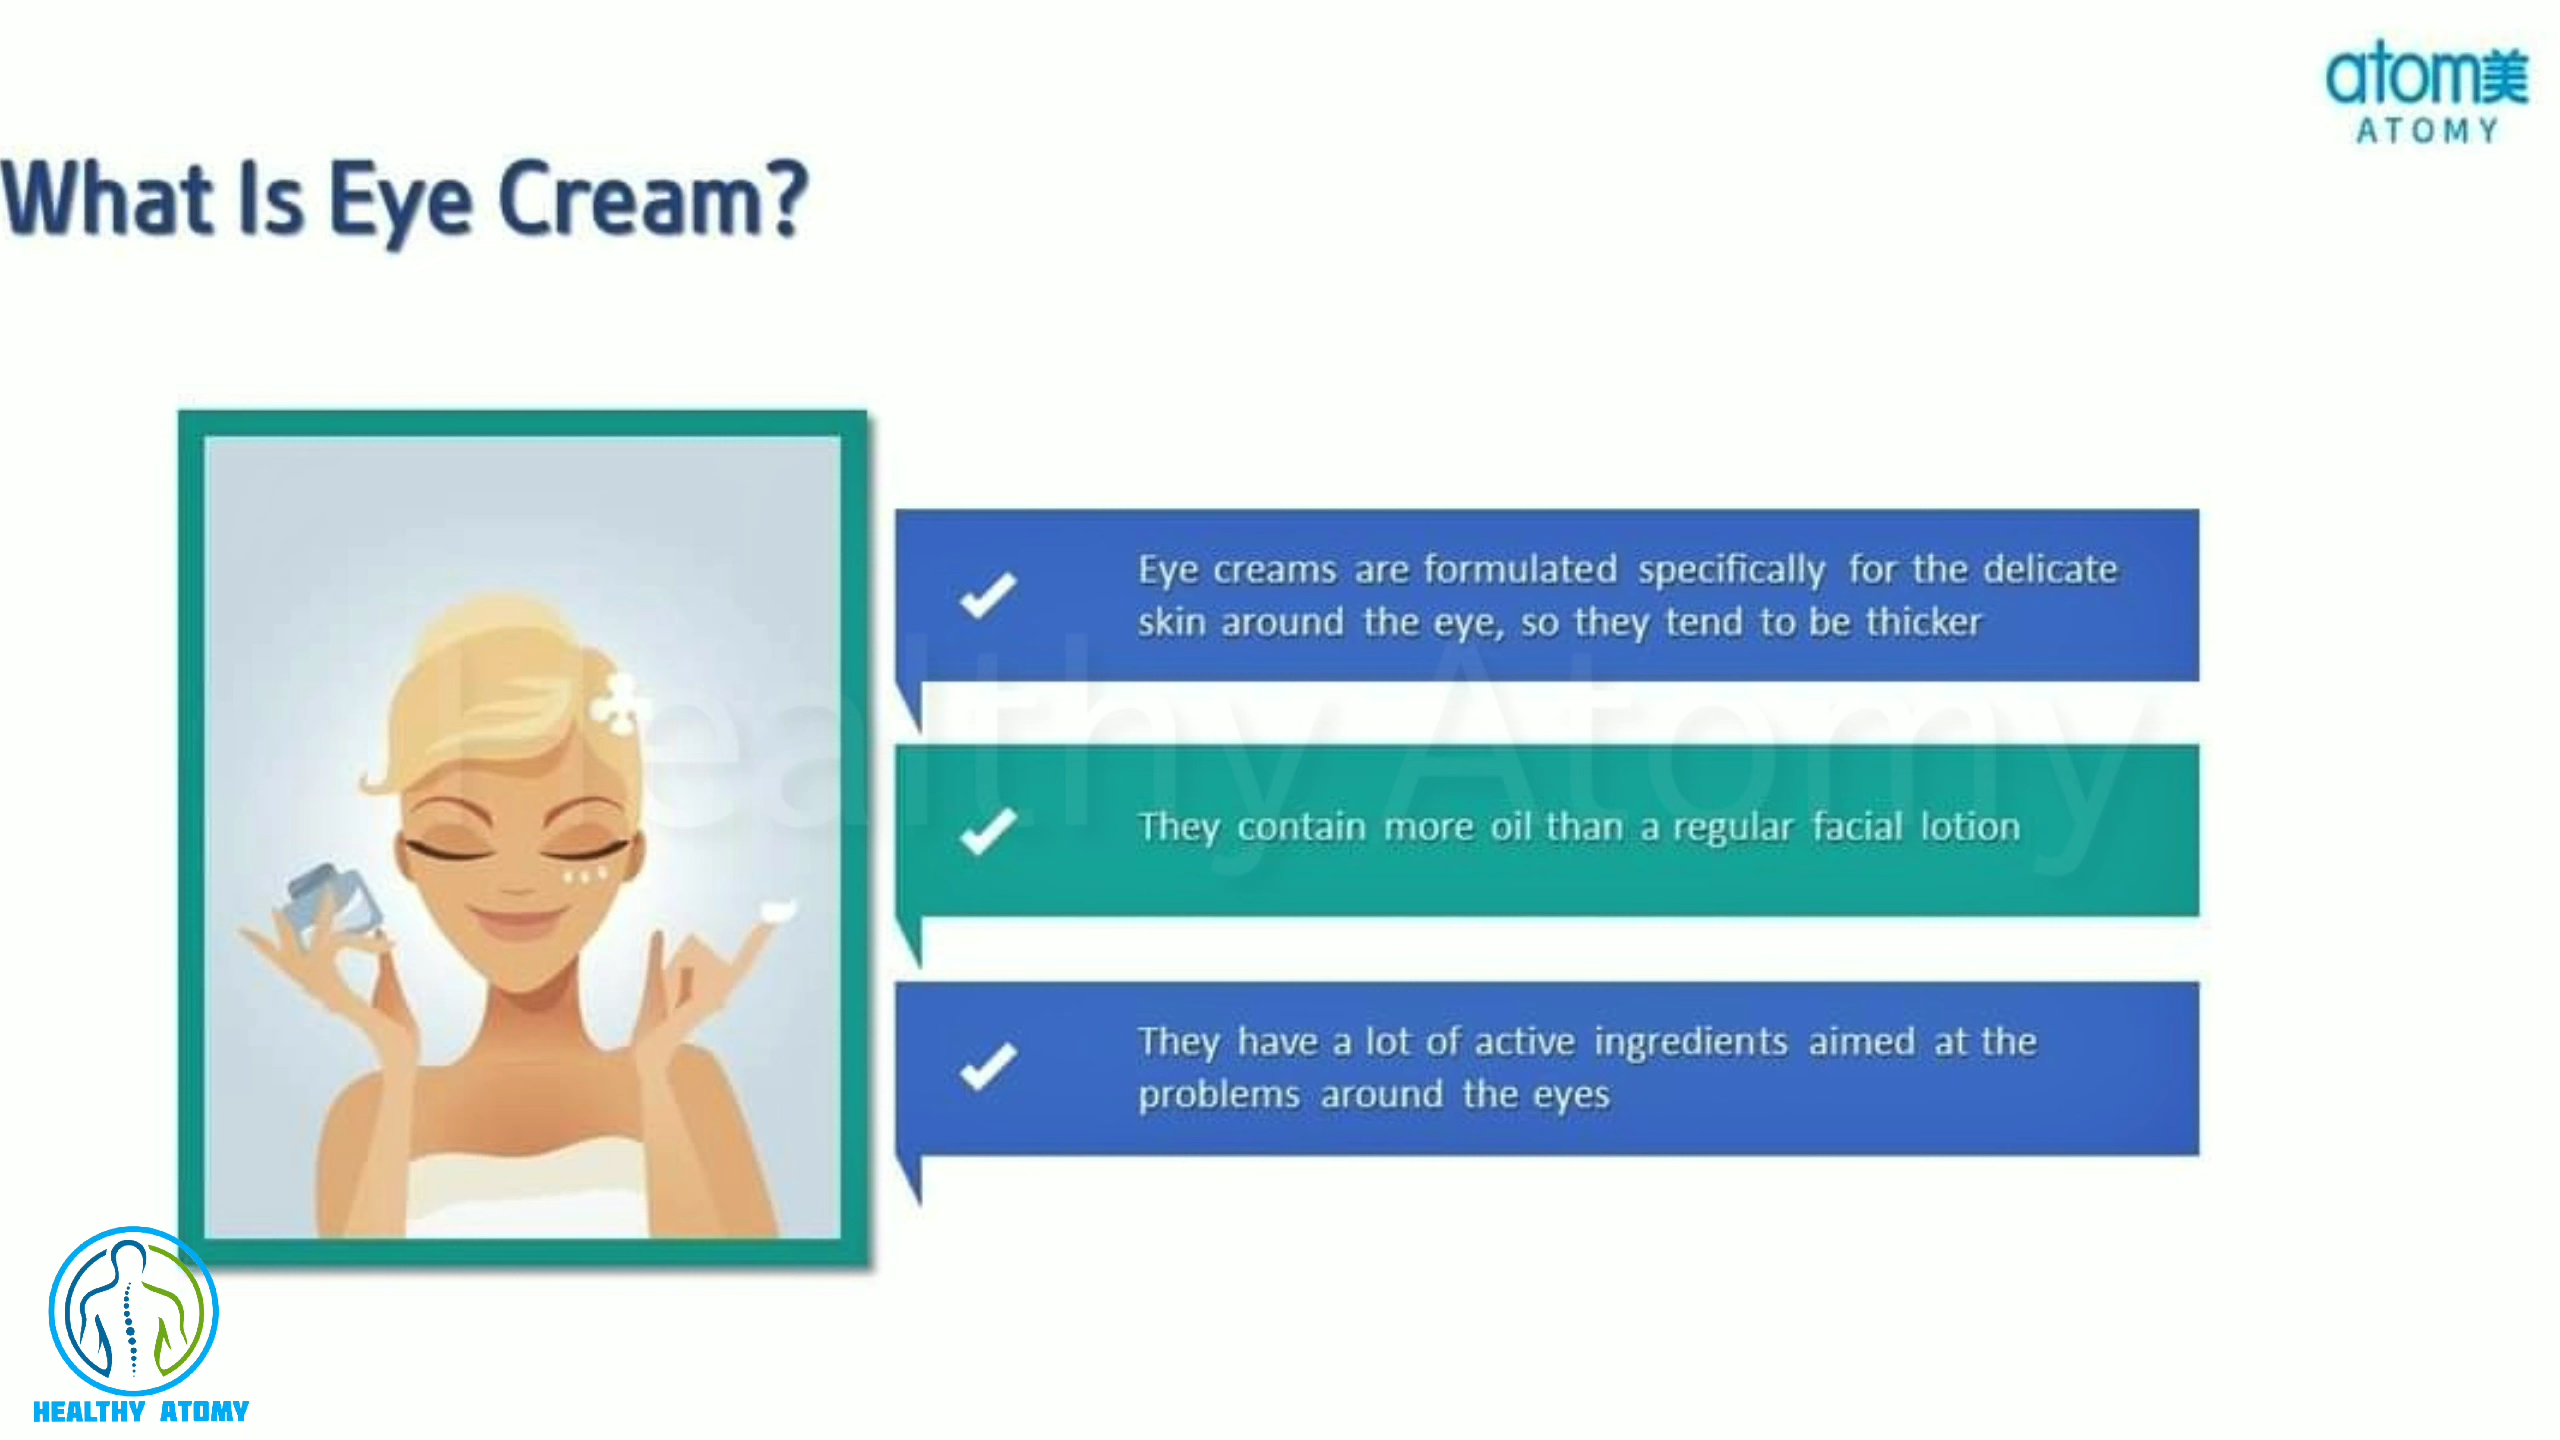 atom美
ATOMY
What Is Eye Cream?
Eye creams are formulated specifically for the delicate
skin around the eye, so they tend to be thicker
Healthy Atomy
They contain more oil than a regular facial lotion
They have a lot of active ingredients aimed at the
problems around the eyes
HEALTHY ATOMY